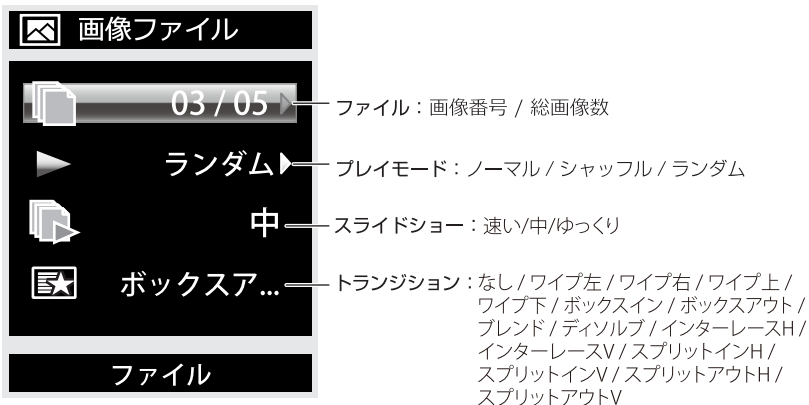 画像ファイル
03 / 05
ファイル：画像番号 / 総画像数
ランダム
プレイモード：ノーマル / シャッフル / ランダム
中
スライドショー：速い/中/ゆっくり
ボックスア...
トランジション：なし / ワイプ左 / ワイプ右 / ワイプ上 /
ワイプ下 / ボックスイン / ボックスアウト /
ブレンド / ディソルブ / インターレースH /
インターレースV / スプリットインH /
スプリットインV / スプリットアウトH /
スプリットアウトV
ファイル